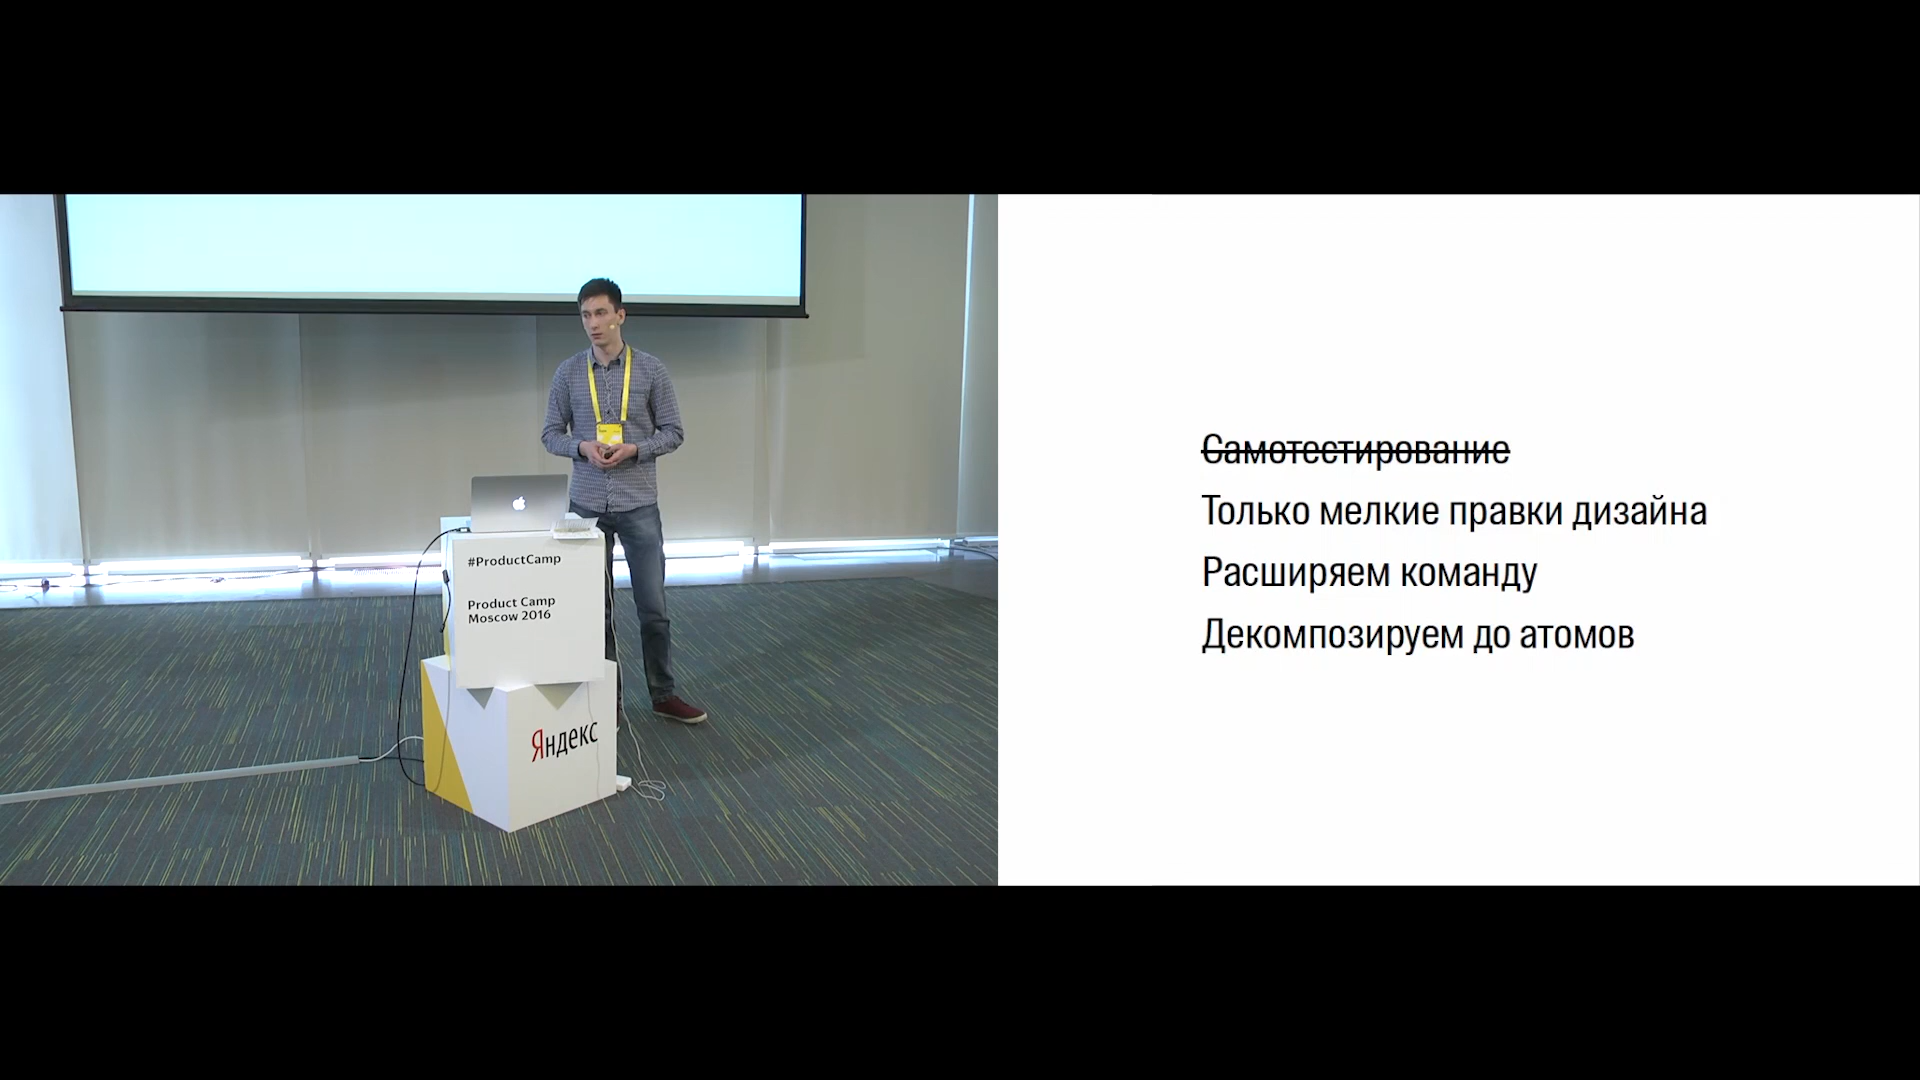 #ProductCamp
Product Camp
Moscow 2016
Яндекс
Самотестирование
Только мелкие правки дизайна
Расширяем команду
Декомпозируем до атомов